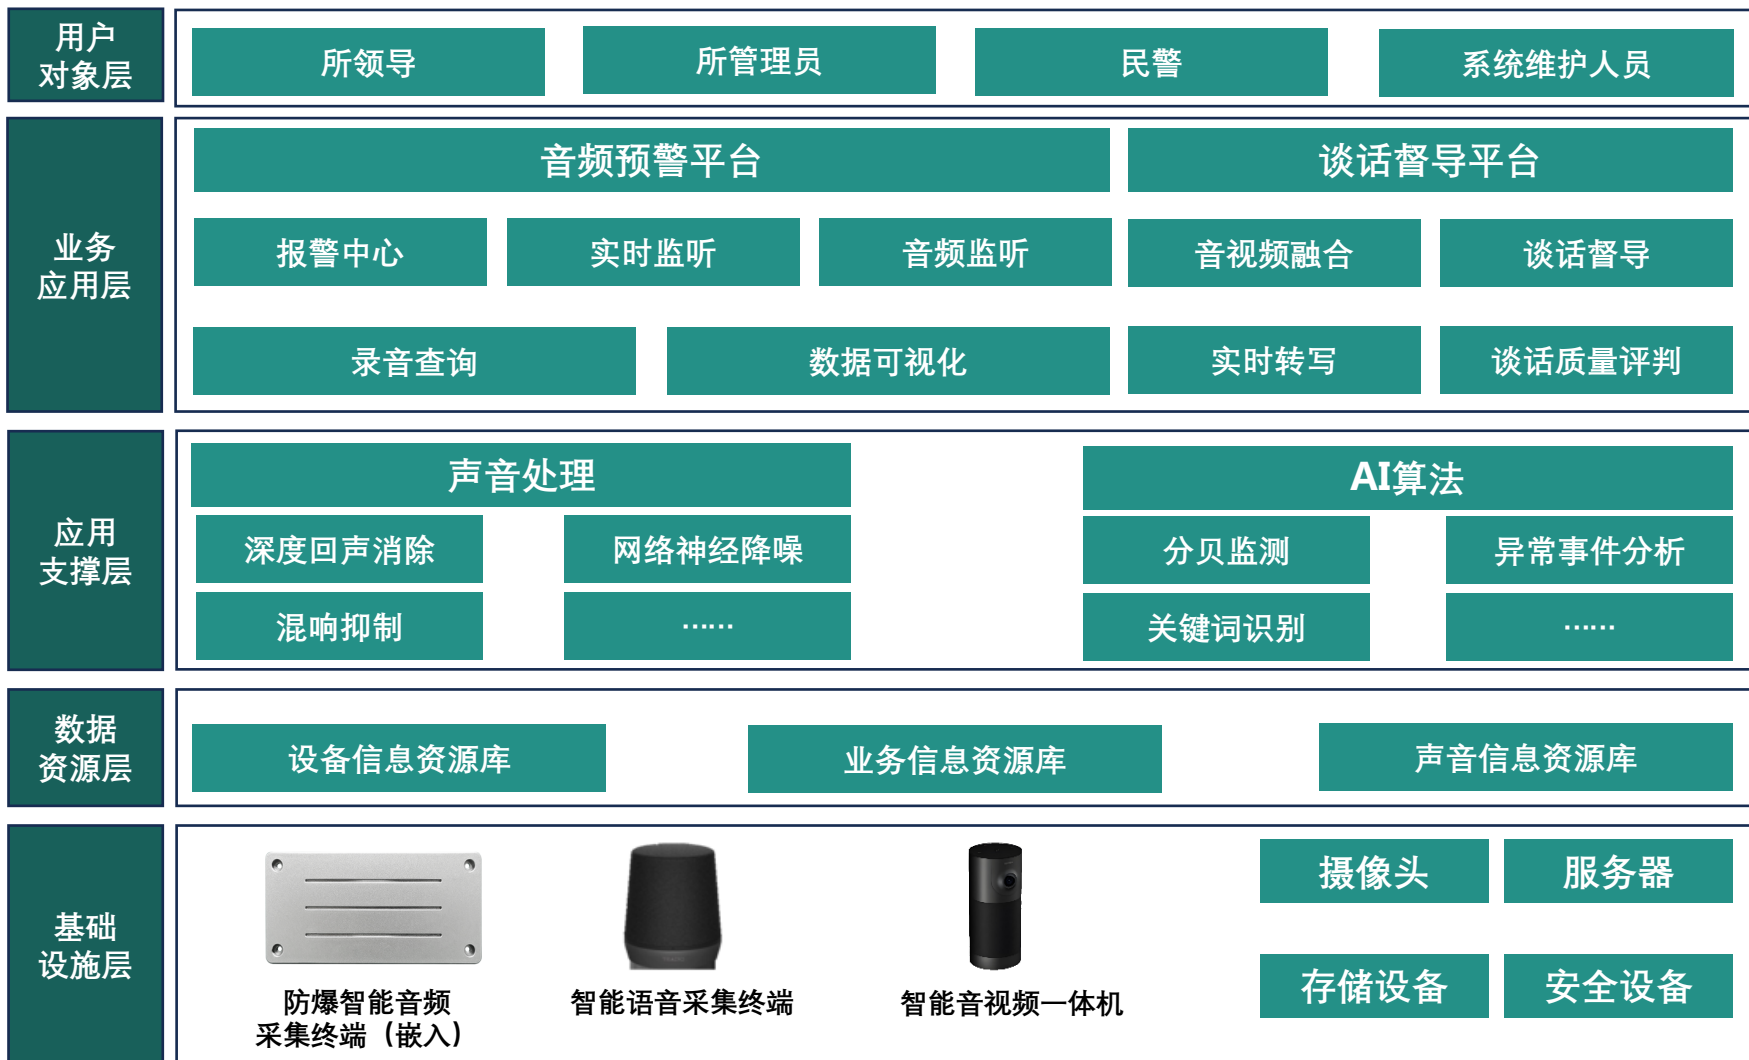 用户
对象层
所领导
所管理员
民警
系统维护人员
业务
应用层
音频预警平台
谈话督导平台
报警中心
实时监听
音频监听
音视频融合
谈话督导
录音查询
数据可视化
实时转写
谈话质量评判
应用
支撑层
声音处理
AI算法
深度回声消除
网络神经降噪
分贝监测
异常事件分析
混响抑制
……
关键词识别
……
数据
资源层
设备信息资源库
业务信息资源库
声音信息资源库
基础
设施层
摄像头
服务器
存储设备
安全设备
防爆智能音频
采集终端（嵌入）
智能语音采集终端
智能音视频一体机